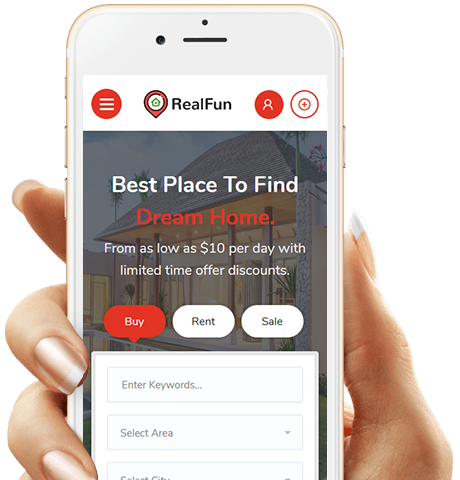 RealFun
Best Place To Find
Dream Home.
From as low as $10 per day with
limited time offer discounts.
Buy Rent Sale
Enter Keywords...
Select Area
Select City